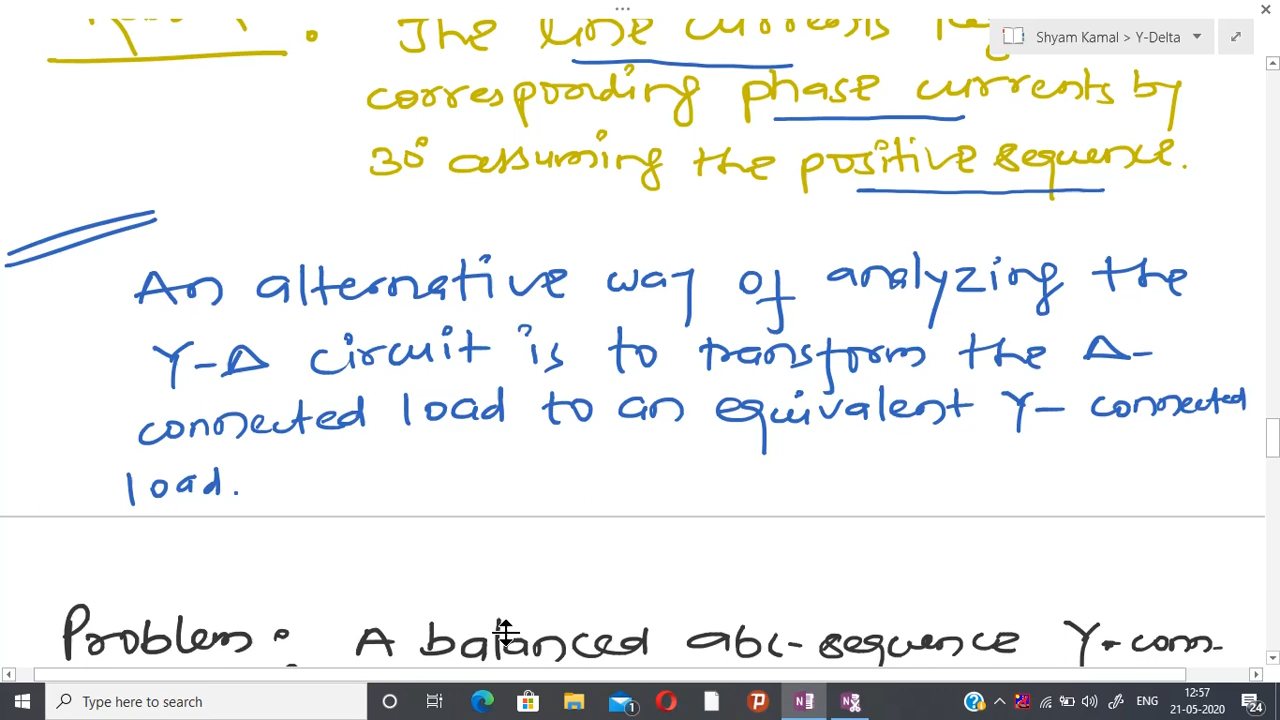 Shyam Kamal > Y-Delta
: The line currents
corresponding phase currents by
30° assuming the positive sequence.
An alternative way of analyzing the
Y-Δ circuit is to transform the Δ-
connected load to an equivalent Y- connected
load.
Problem: A balanced abc-sequence Y-conn-
Type here to search
1
ENG
12:57
21-05-2020
24